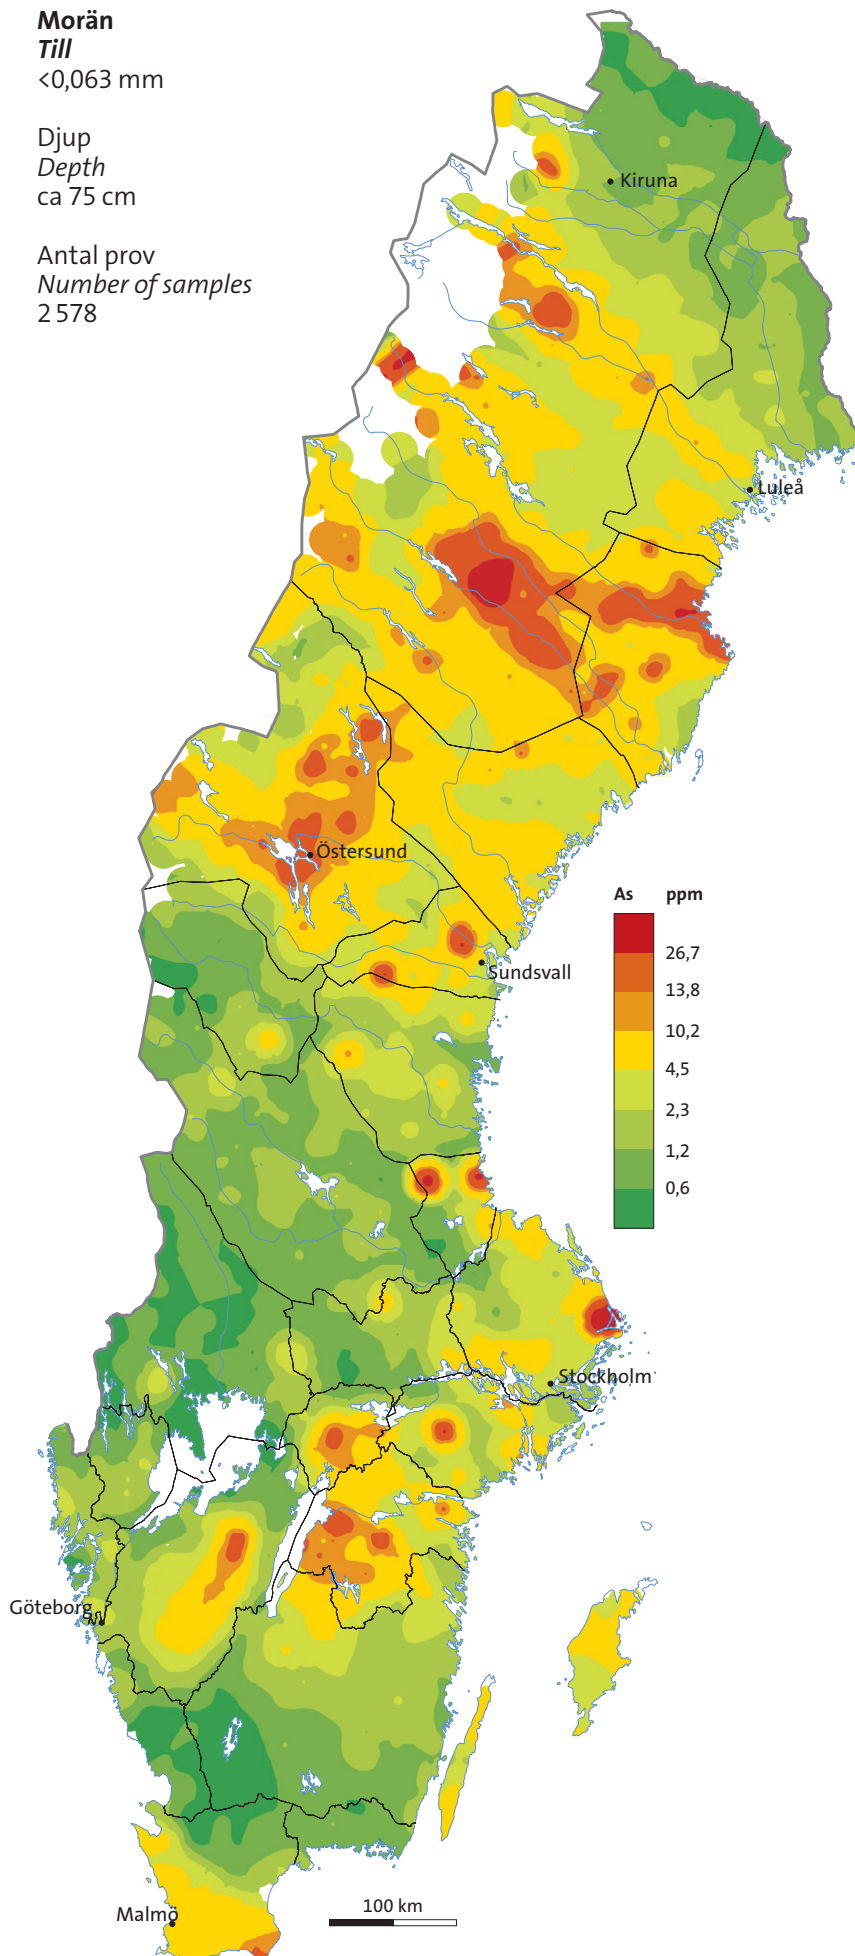 Morän
Till
<0,063 mm
Djup
Depth
ca 75 cm
Antal prov
Number of samples
2 578
Kiruna
Luleå
Östersund
Sundsvall
Stockholm
Göteborg
Malmö
As ppm
26,7
13,8
10,2
4,5
2,3
1,2
0,6
100 km